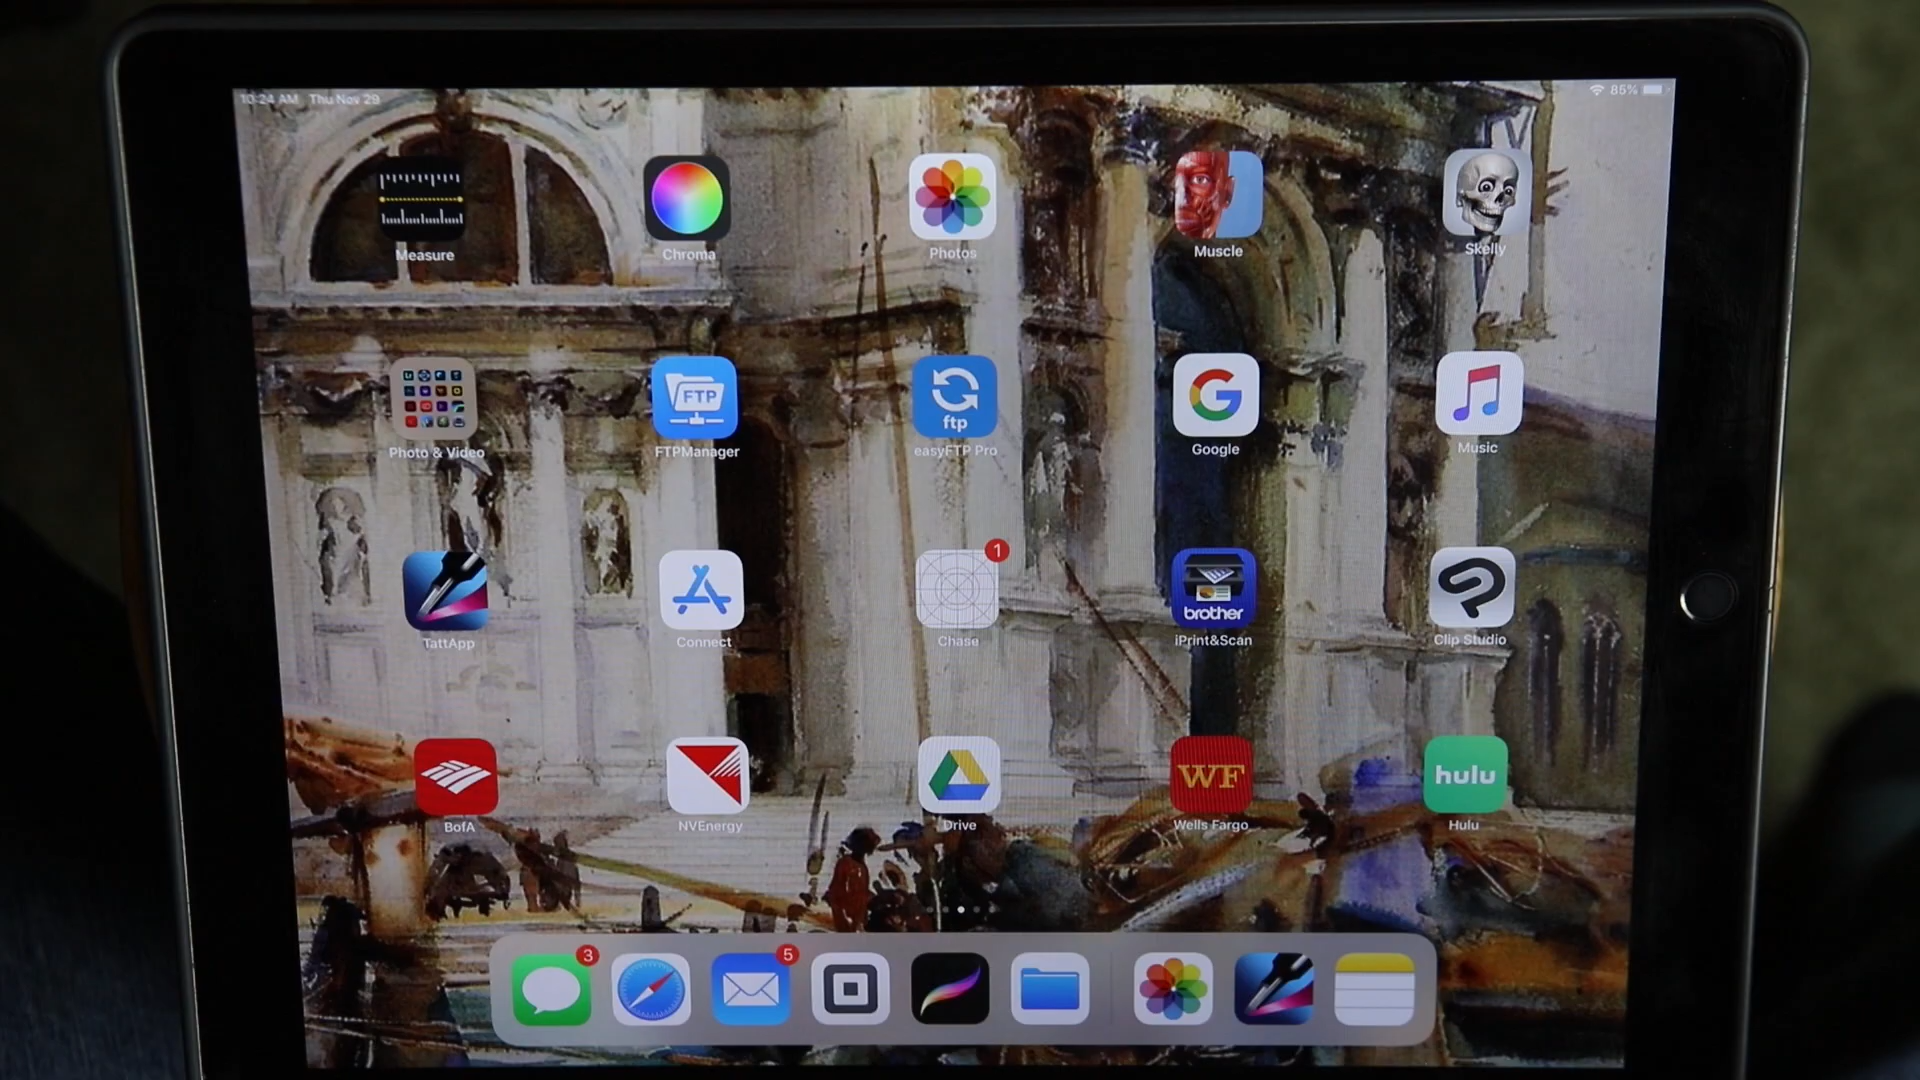 10:24 AM Thu Nov 29
85%
Measure
Chroma
Photos
Muscle
Skelly
FTP
ftp
Photo & Video
FTPManager
easyFTP Pro
Google
Music
1
brother
TattApp
Connect
Chase
iPrint&Scan
Clip Studio
WF
hulu
BofA
NVEnergy
Drive
Wells Fargo
Hulu
3
5